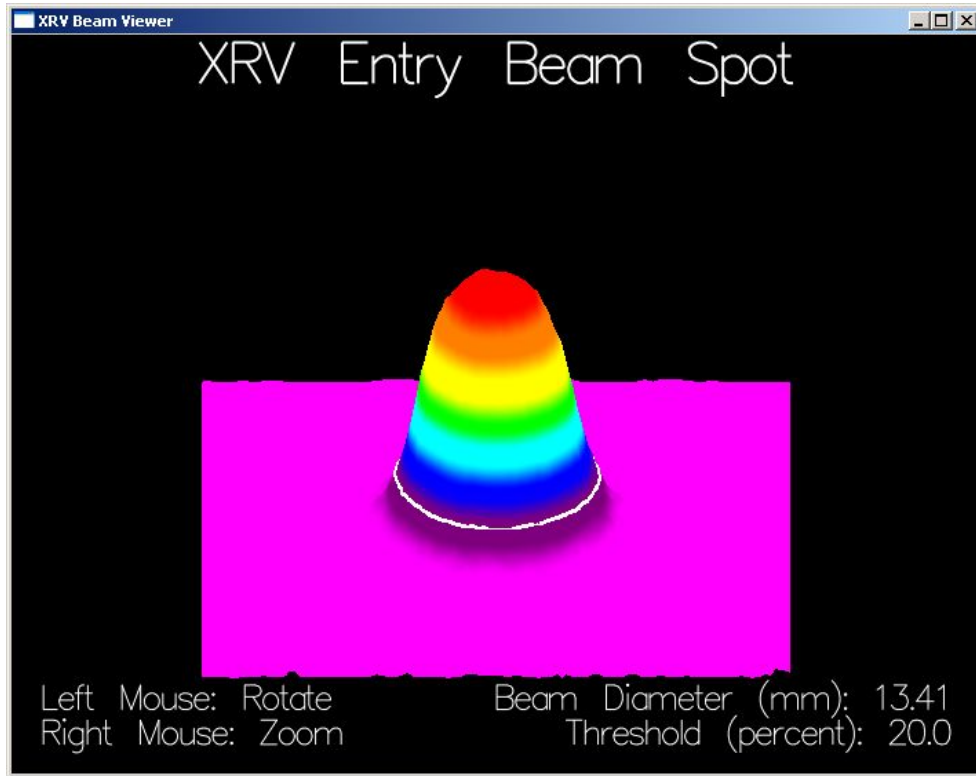 XRV Beam Viewer
XRV Entry Beam Spot
Left Mouse: Rotate
Right Mouse: Zoom
Beam Diameter (mm): 13.41
Threshold (percent): 20.0